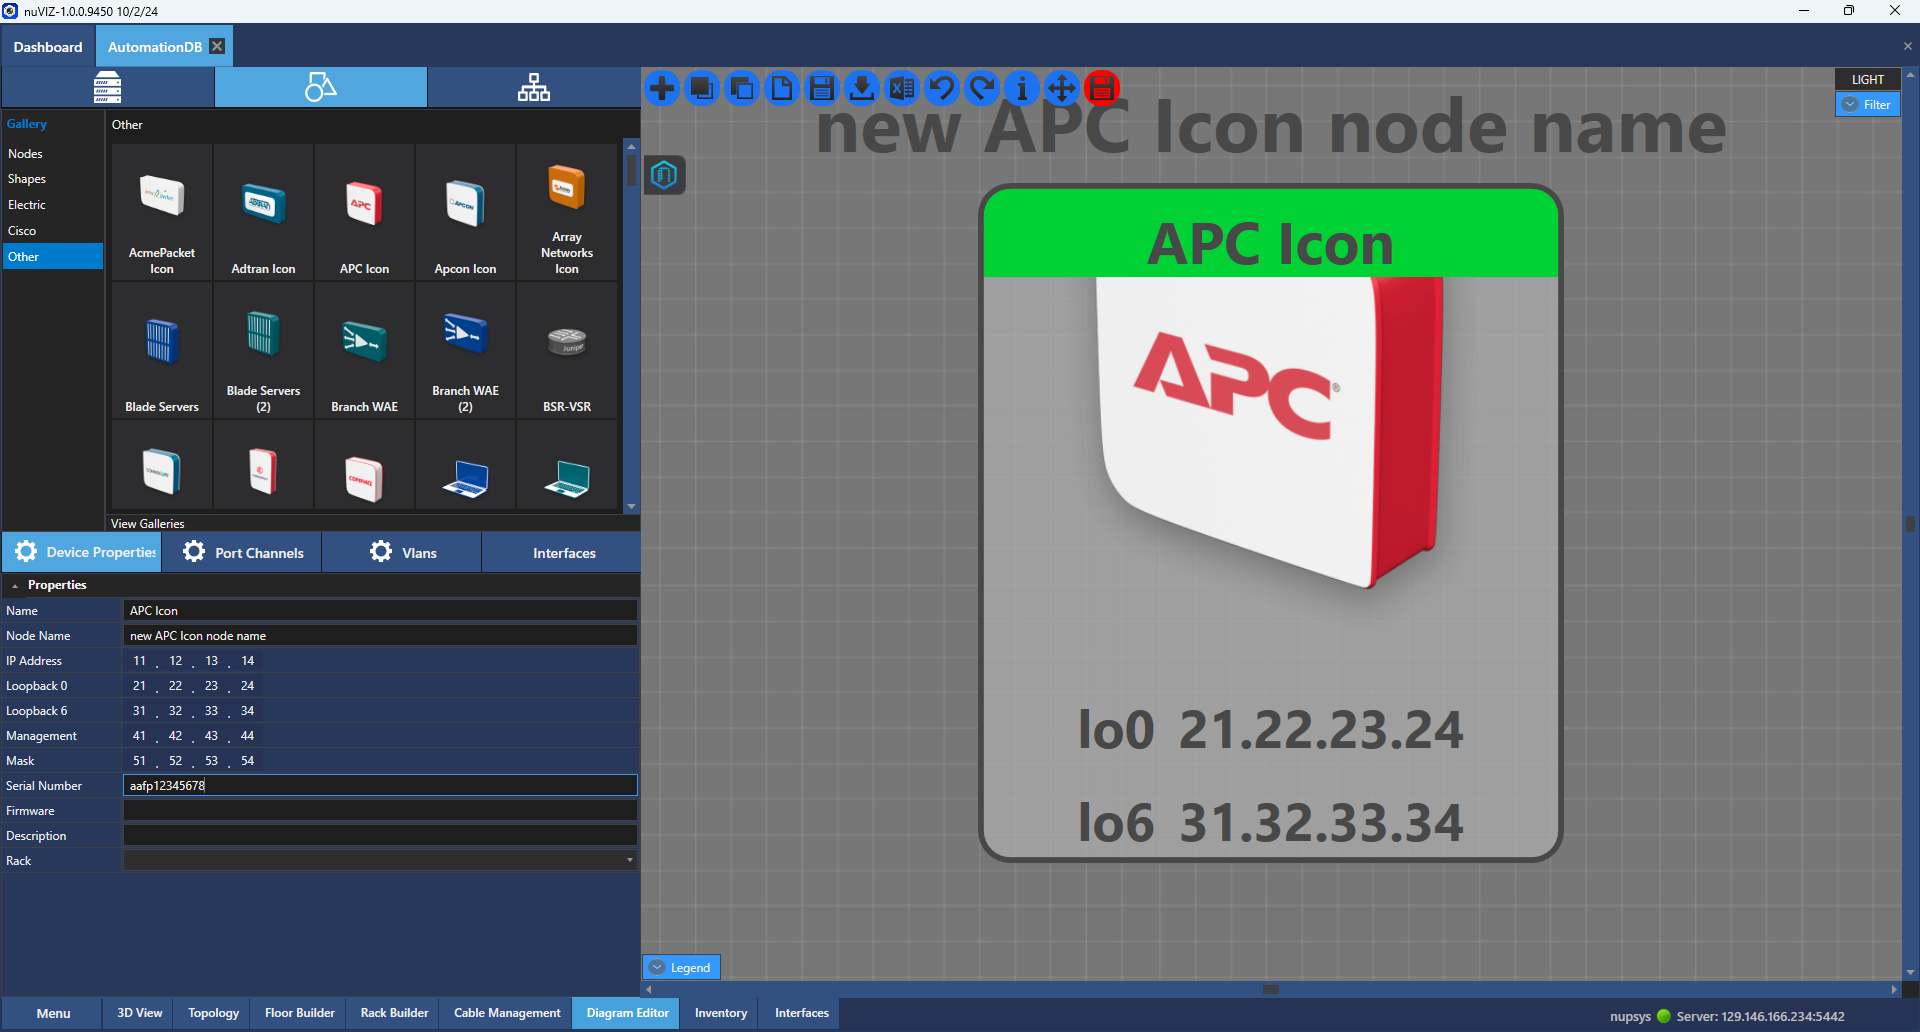 nuVIZ-1.0.0.9450 10/2/24
Dashboard
AutomationDB
LIGHT
Filter
Gallery
Nodes
Shapes
Electric
Cisco
Other
Other
AcmePacket
Icon
Adtran Icon
APC
APC Icon
APCON
Apcon Icon
Array
Networks
Icon
Blade Servers
Blade Servers
(2)
Branch WAE
Branch WAE
(2)
Juniper
BSR-VSR
COMPAQ
View Galleries
Device Properties
Port Channels
Vlans
Interfaces
Properties
Name APC Icon
Node Name new APC Icon node name
IP Address 11 . 12 . 13 . 14
Loopback 0 21 . 22 . 23 . 24
Loopback 6 31 . 32 . 33 . 34
Management 41 . 42 . 43 . 44
Mask 51 . 52 . 53 . 54
Serial Number aafp12345678
Firmware
Description
Rack
new APC Icon node name
APC Icon
APC®
lo0 21.22.23.24
lo6 31.32.33.34
Legend
Menu
3D View
Topology
Floor Builder
Rack Builder
Cable Management
Diagram Editor
Inventory
Interfaces
nupsys Server: 129.146.166.234:5442